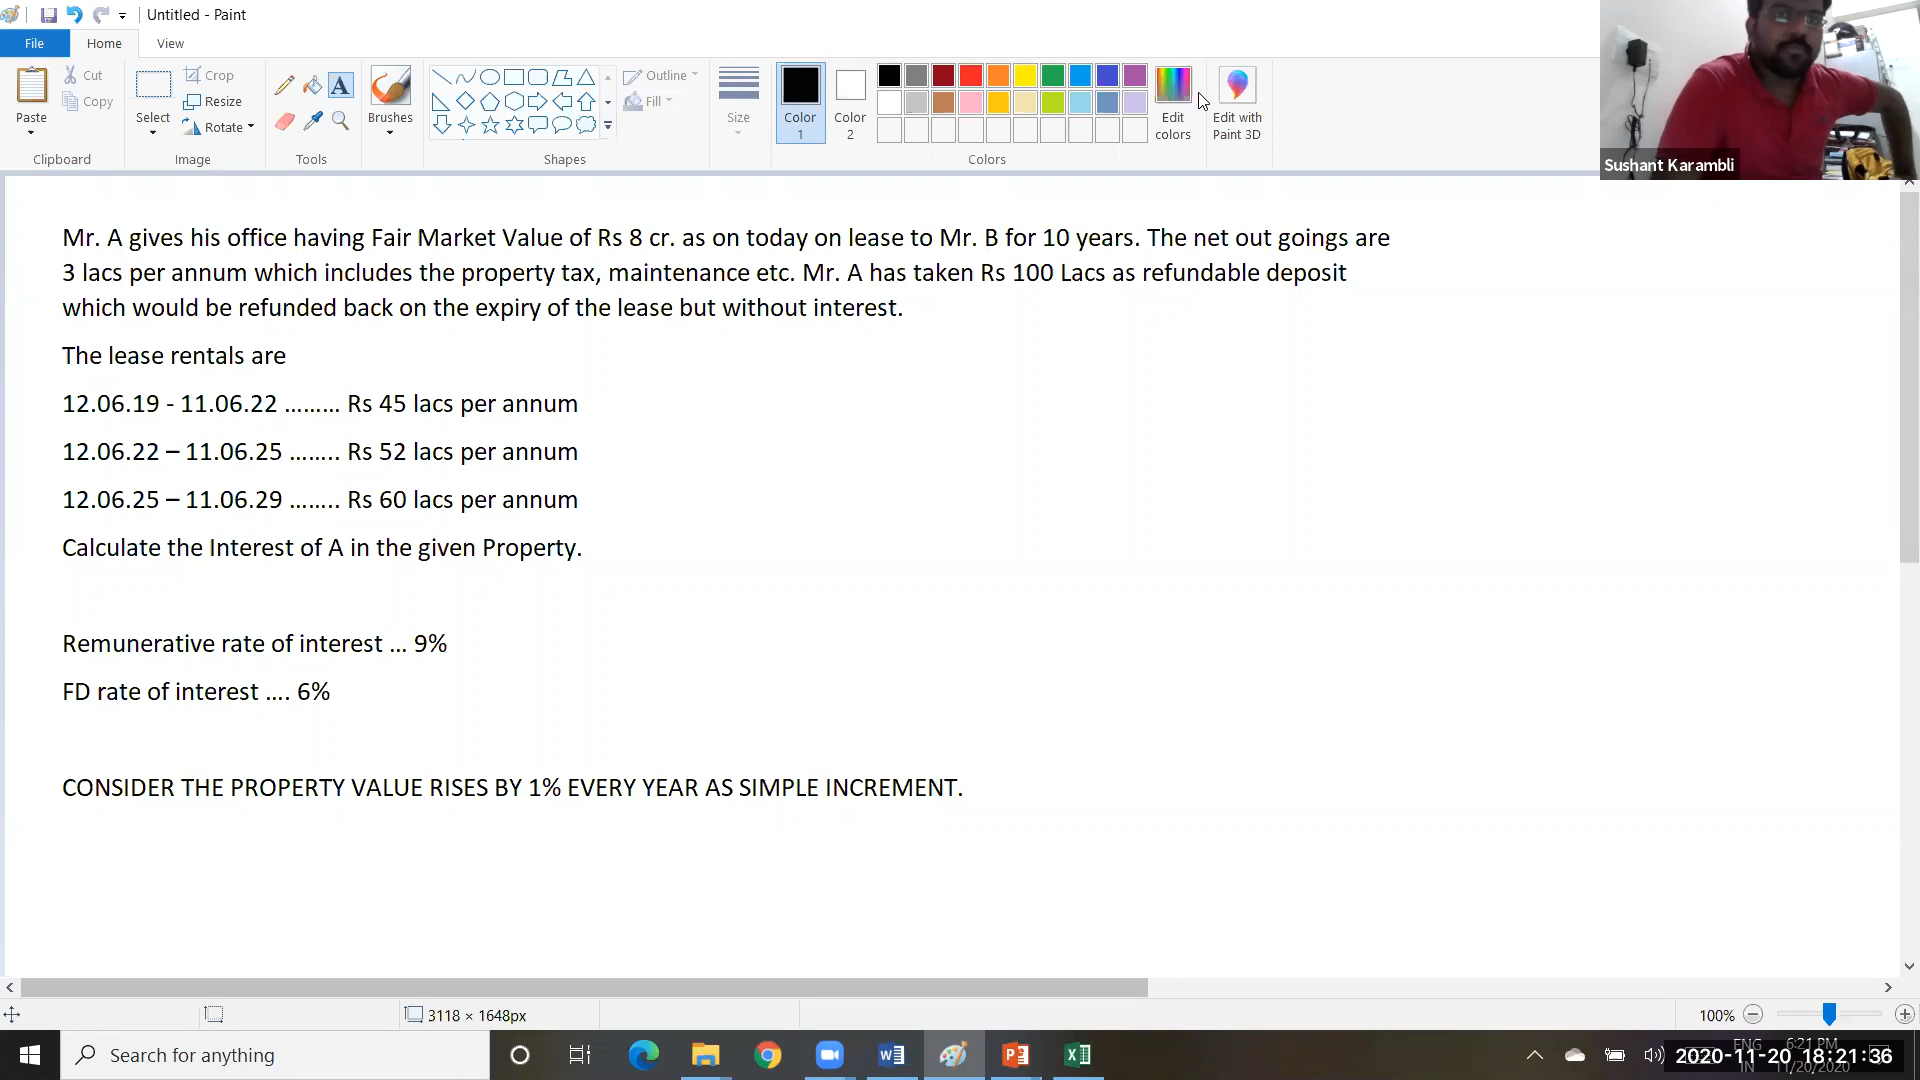 Untitled - Paint
File Home View
Paste
Cut
Copy
Clipboard
Select
Crop
Resize
Rotate
Image
A
Tools
Brushes
Shapes
Outline
Fill
Size
Color 1
Color 2
Colors
Edit colors
Edit with Paint 3D
Sushant Karambli
Mr. A gives his office having Fair Market Value of Rs 8 cr. as on today on lease to Mr. B for 10 years. The net out goings are
3 lacs per annum which includes the property tax, maintenance etc. Mr. A has taken Rs 100 Lacs as refundable deposit
which would be refunded back on the expiry of the lease but without interest.
The lease rentals are
12.06.19 - 11.06.22 ......... Rs 45 lacs per annum
12.06.22 – 11.06.25 ........ Rs 52 lacs per annum
12.06.25 – 11.06.29 ........ Rs 60 lacs per annum
Calculate the Interest of A in the given Property.
Remunerative rate of interest ... 9%
FD rate of interest .... 6%
CONSIDER THE PROPERTY VALUE RISES BY 1% EVERY YEAR AS SIMPLE INCREMENT.
3118 × 1648px
100%
Search for anything
ENG
IN
6:21 PM
11/20/2020
2020-11-20 18:21:36